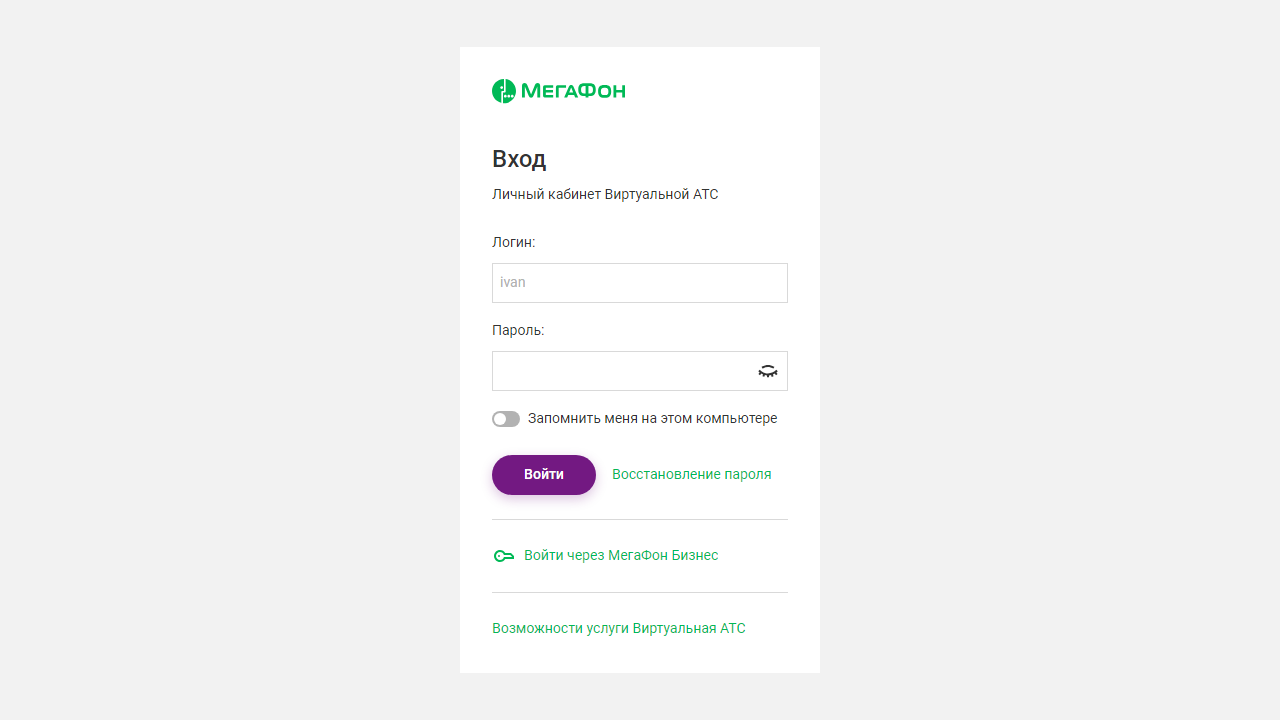 МегаФон
Вход
Личный кабинет Виртуальной АТС
Логин:
ivan
Пароль:
Запомнить меня на этом компьютере
Войти
Восстановление пароля
Войти через МегаФон Бизнес
Возможности услуги Виртуальная АТС